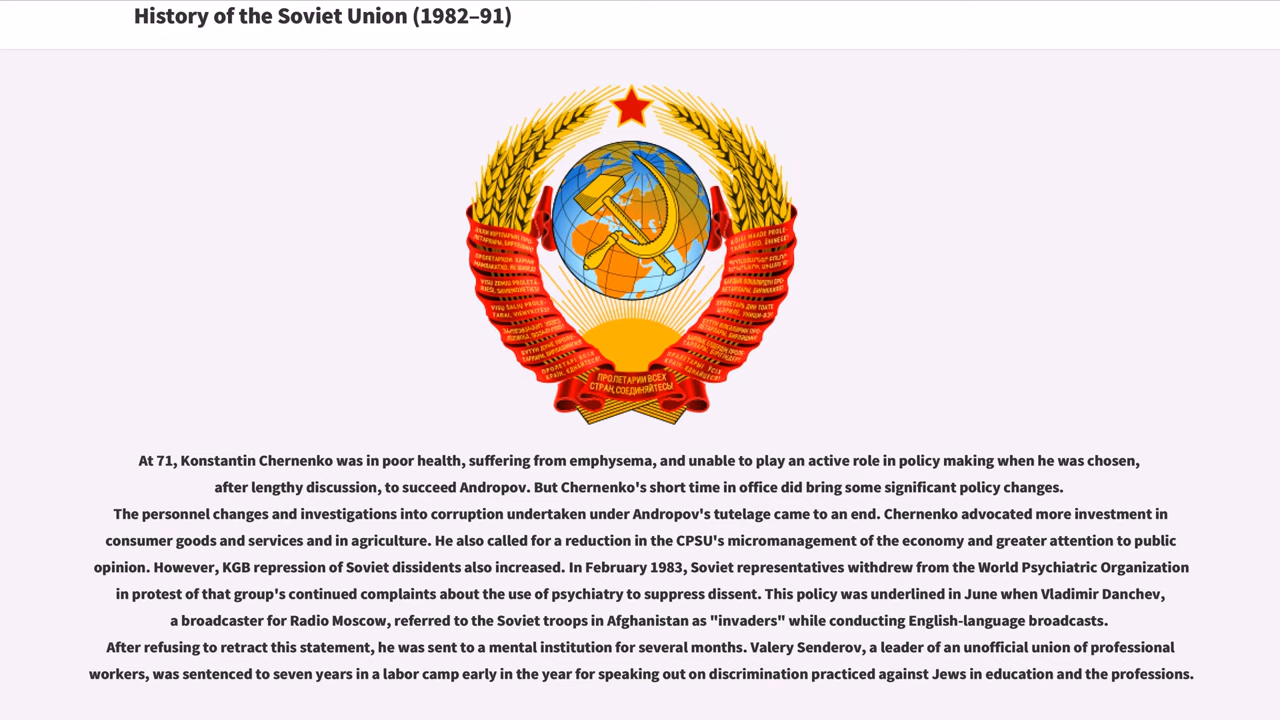 History of the Soviet Union (1982–91)
ПРОЛЕТАРИИ ВСЕХ
СТРАН, СОЕДИНЯЙТЕСЬ!
At 71, Konstantin Chernenko was in poor health, suffering from emphysema, and unable to play an active role in policy making when he was chosen,
after lengthy discussion, to succeed Andropov. But Chernenko's short time in office did bring some significant policy changes.
The personnel changes and investigations into corruption undertaken under Andropov's tutelage came to an end. Chernenko advocated more investment in
consumer goods and services and in agriculture. He also called for a reduction in the CPSU's micromanagement of the economy and greater attention to public
opinion. However, KGB repression of Soviet dissidents also increased. In February 1983, Soviet representatives withdrew from the World Psychiatric Organization
in protest of that group's continued complaints about the use of psychiatry to suppress dissent. This policy was underlined in June when Vladimir Danchev,
a broadcaster for Radio Moscow, referred to the Soviet troops in Afghanistan as "invaders" while conducting English-language broadcasts.
After refusing to retract this statement, he was sent to a mental institution for several months. Valery Senderov, a leader of an unofficial union of professional
workers, was sentenced to seven years in a labor camp early in the year for speaking out on discrimination practiced against Jews in education and the professions.